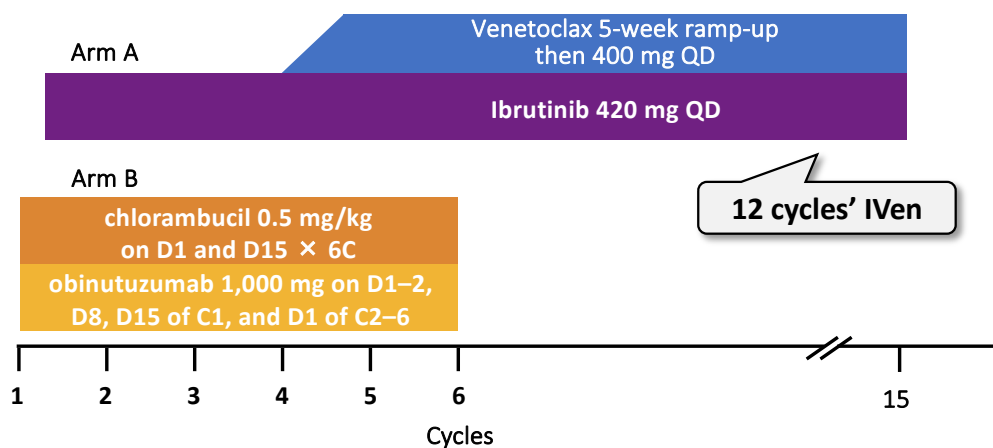 Arm A
Venetoclax 5-week ramp-up
then 400 mg QD
Ibrutinib 420 mg QD
Arm B
12 cycles’ IVen
chlorambucil 0.5 mg/kg
on D1 and D15 × 6C
obinutuzumab 1,000 mg on D1–2,
D8, D15 of C1, and D1 of C2–6
1 2 3 4 5 6 15
Cycles